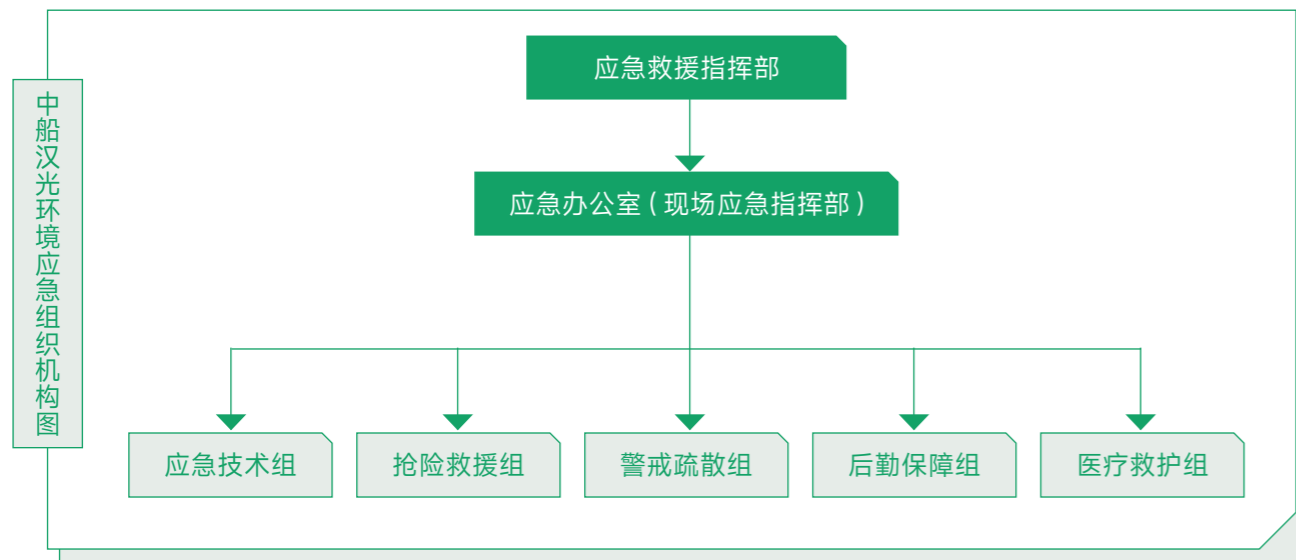 中船汉光环境应急组织机构图
应急救援指挥部
应急办公室（现场应急指挥部）
应急技术组
抢险救援组
警戒疏散组
后勤保障组
医疗救护组